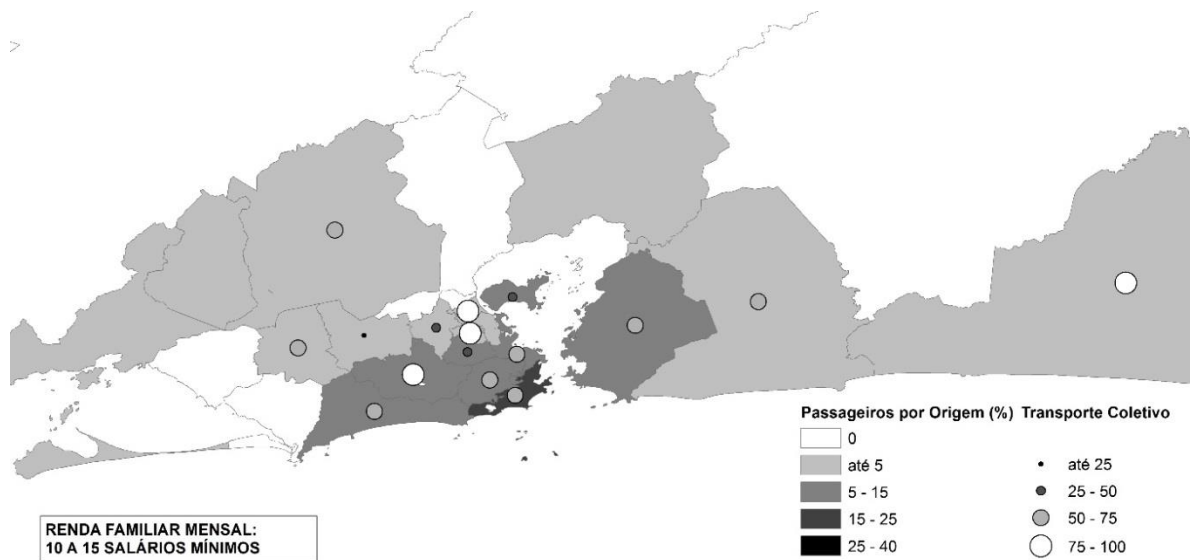 Passageiros por Origem (%) Transporte Coletivo
0
até 5 até 25
5 - 15 25 - 50
15 - 25 50 - 75
25 - 40 75 - 100
RENDA FAMILIAR MENSAL:
10 A 15 SALÁRIOS MÍNIMOS